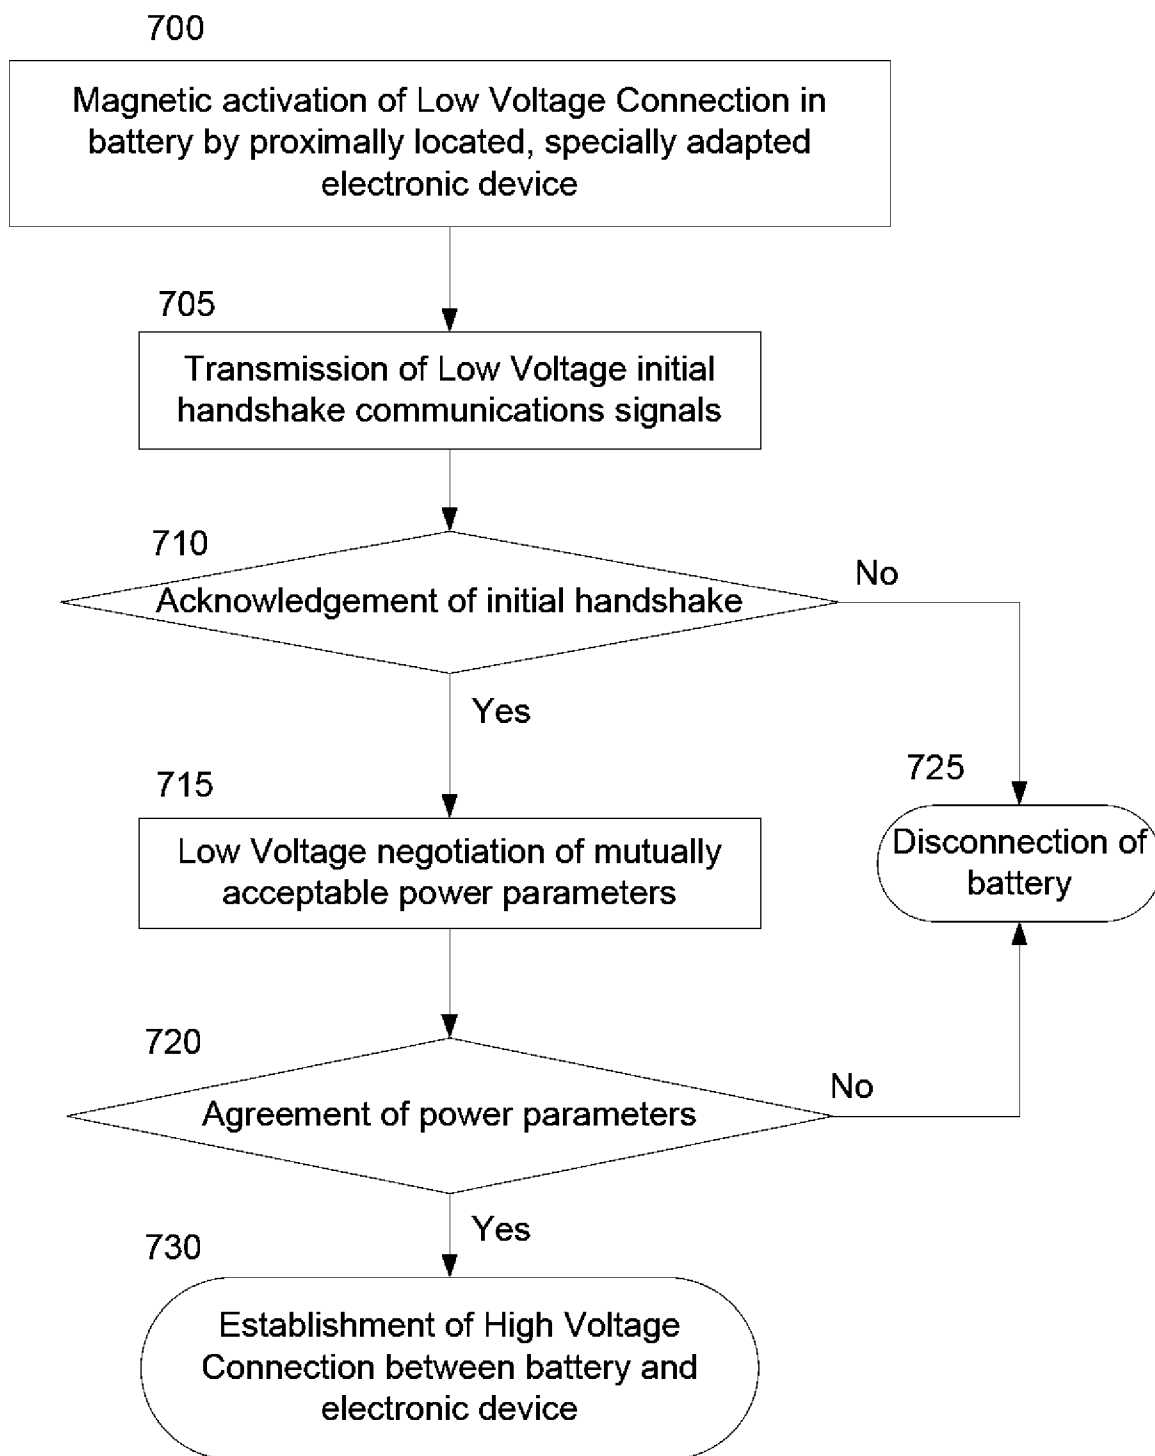 700
Magnetic activation of Low Voltage Connection in
battery by proximally located, specially adapted
electronic device
705
Transmission of Low Voltage initial
handshake communications signals
710
Acknowledgement of initial handshake
No
Yes
715
Low Voltage negotiation of mutually
acceptable power parameters
725
Disconnection of
battery
720
Agreement of power parameters
No
Yes
730
Establishment of High Voltage
Connection between battery and
electronic device